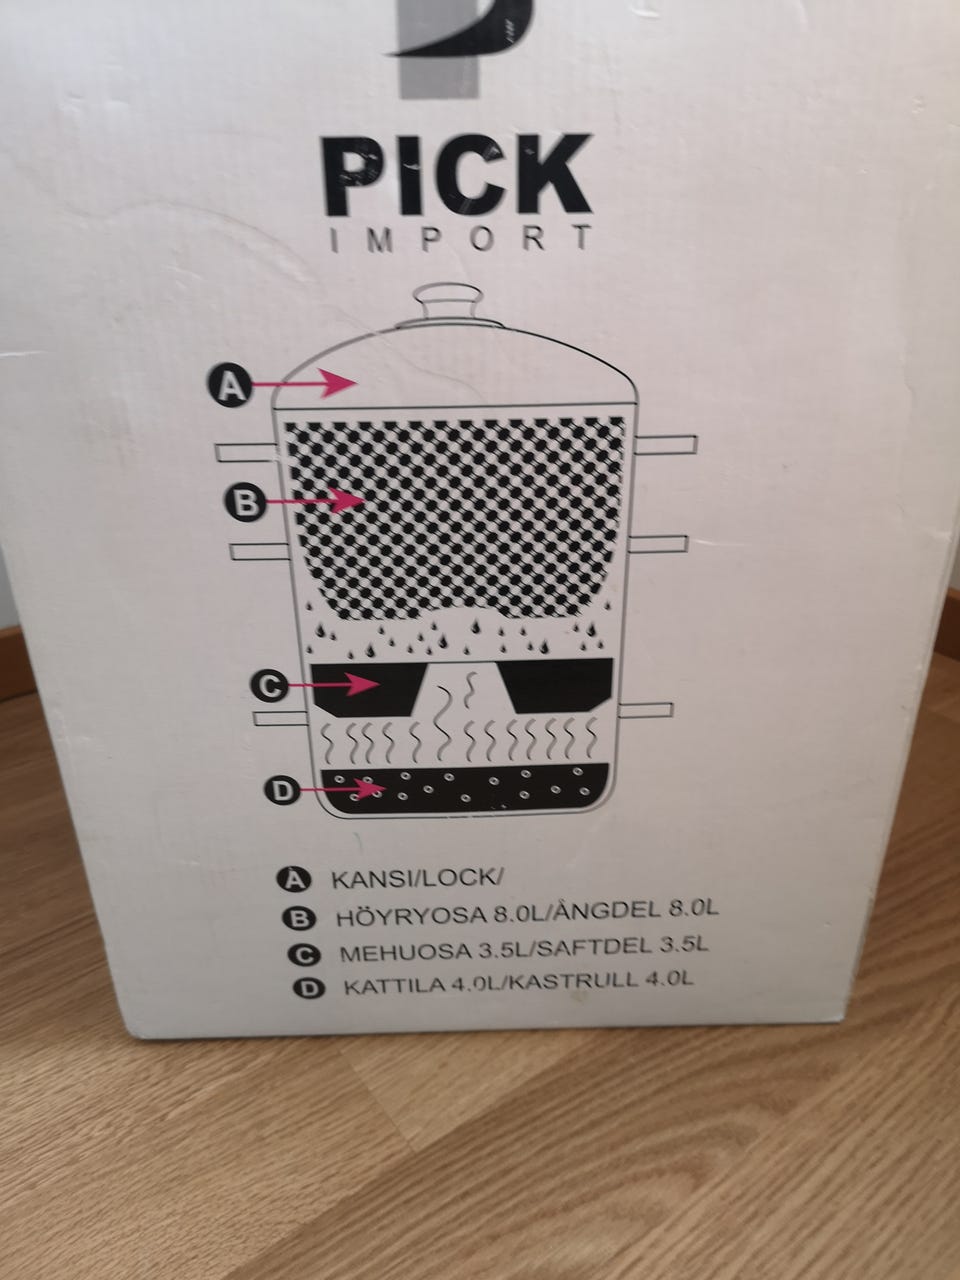 PICK
IMPORT
A
B
C
D
A KANSI/LOCK/
B HÖYRYOSA 8.0L/ÅNGDEL 8.0L
C MEHUOSA 3.5L/SAFTDEL 3.5L
D KATTILA 4.0L/KASTRULL 4.0L